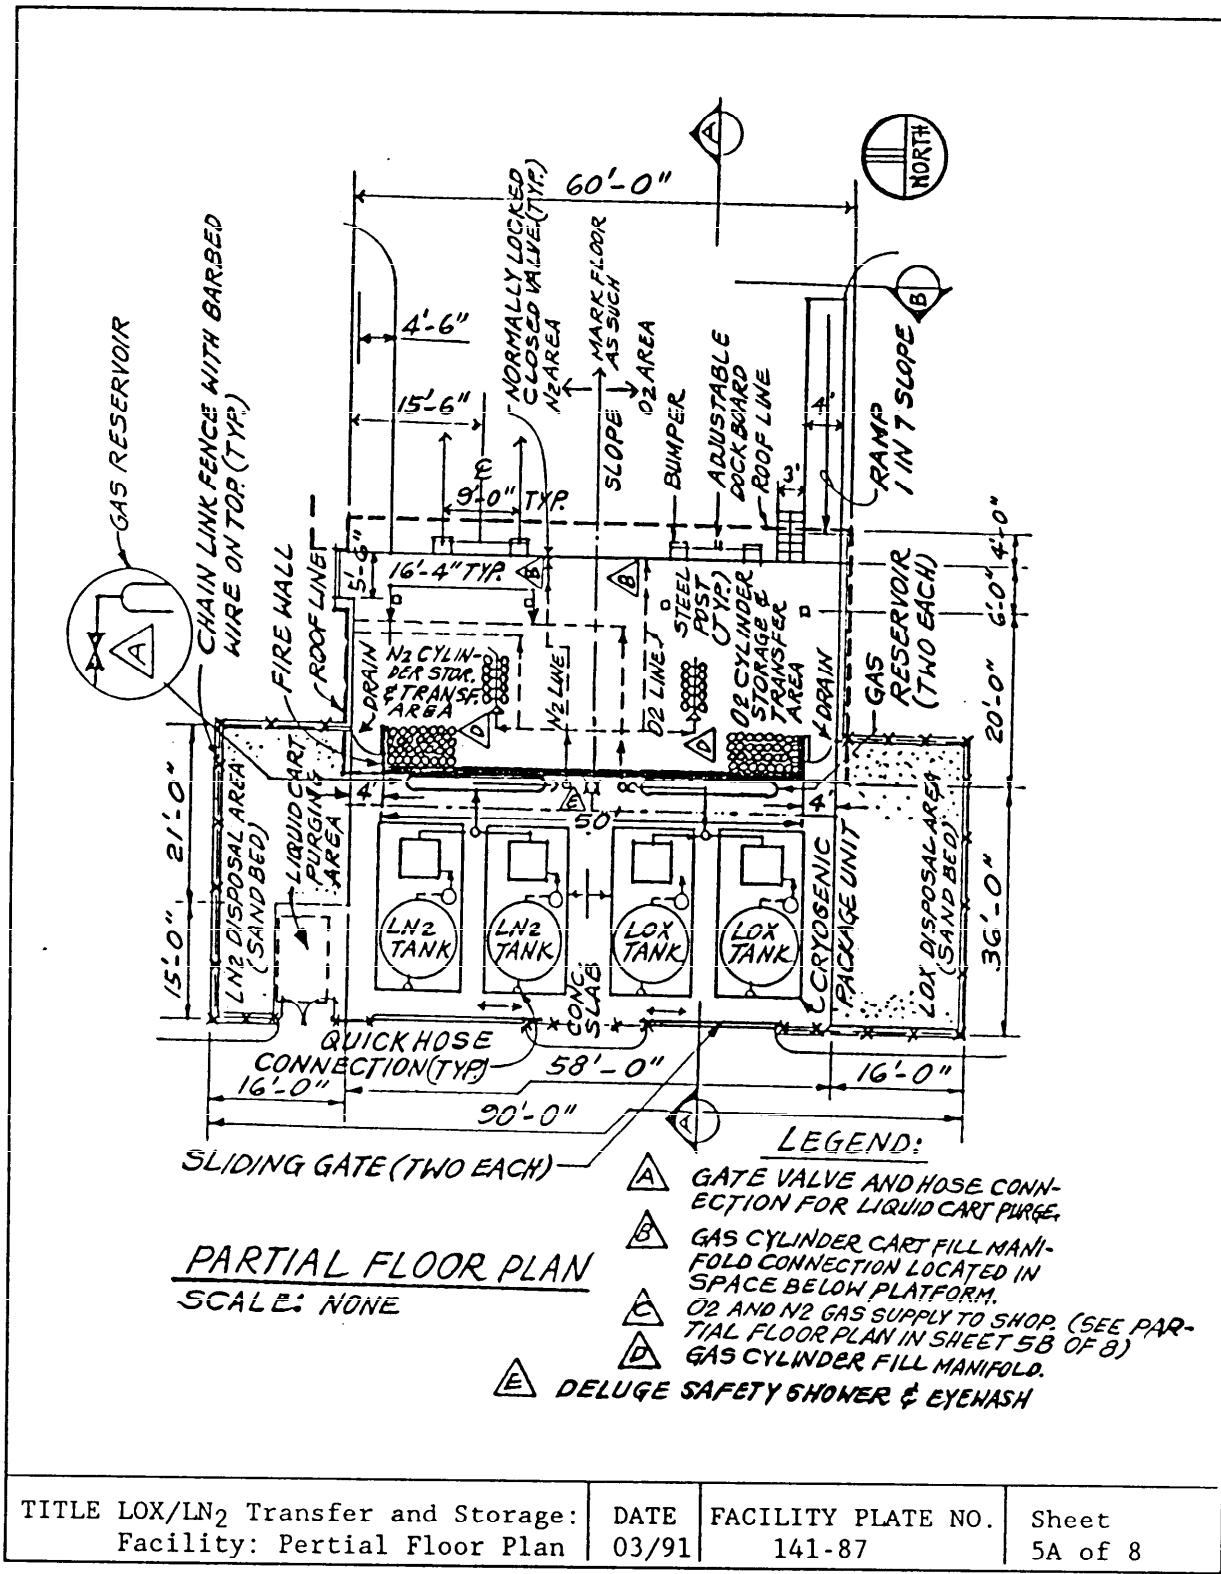 A
NORTH
60'-0"
B
GAS RESERVOIR
A
CHAIN LINK FENCE WITH BARBED
WIRE ON TOP. (TYP.)
FIRE WALL
ROOF LINE
4'-6"
15'-6"
NORMALLY LOCKED
CLOSED VALVE (TYP.)
N2 AREA
MARK FLOOR
AS SUCH
O2 AREA
SLOPE
BUMPER
ADJUSTABLE
DOCKBOARD
ROOF LINE
4'
3'
RAMP
1 IN 7 SLOPE
9'-0" TYP.
5'-6"
16'-4" TYP.
B
B
STEEL
POST
(TYP.)
4'-0"
6'-0"
20'-0"
36'-0"
GAS
RESERVOIR
(TWO EACH)
DRAIN
N2 CYLIN-
DER STOR.
& TRANSF.
AREA
N2 LINE
O2 LINE
O2 CYLINDER
STORAGE &
TRANSFER
AREA
DRAIN
D
D
21'-0"
15'-0"
LN2 DISPOSAL AREA
(SAND BED)
LIQUID CART
PURGING
AREA
4'
E
50'
4'
LN2
TANK
LN2
TANK
LOX
TANK
LOX
TANK
CRYOGENIC
PACKAGE UNIT
LOX DISPOSAL AREA
(SAND BED)
CONC.
SLAB
QUICK HOSE
CONNECTION (TYP.)
16'-0"
58'-0"
16'-0"
90'-0"
A
SLIDING GATE (TWO EACH)
LEGEND:
A GATE VALVE AND HOSE CONN-
ECTION FOR LIQUID CART PURGE.
B GAS CYLINDER CART FILL MANI-
FOLD CONNECTION LOCATED IN
SPACE BELOW PLATFORM.
C O2 AND N2 GAS SUPPLY TO SHOP. (SEE PAR-
TIAL FLOOR PLAN IN SHEET 5B OF 8)
D GAS CYLINDER FILL MANIFOLD.
E DELUGE SAFETY SHOWER & EYEWASH
PARTIAL FLOOR PLAN
SCALE: NONE
TITLE LOX/LN2 Transfer and Storage:
Facility: Pertial Floor Plan
DATE
03/91
FACILITY PLATE NO.
141-87
Sheet
5A of 8